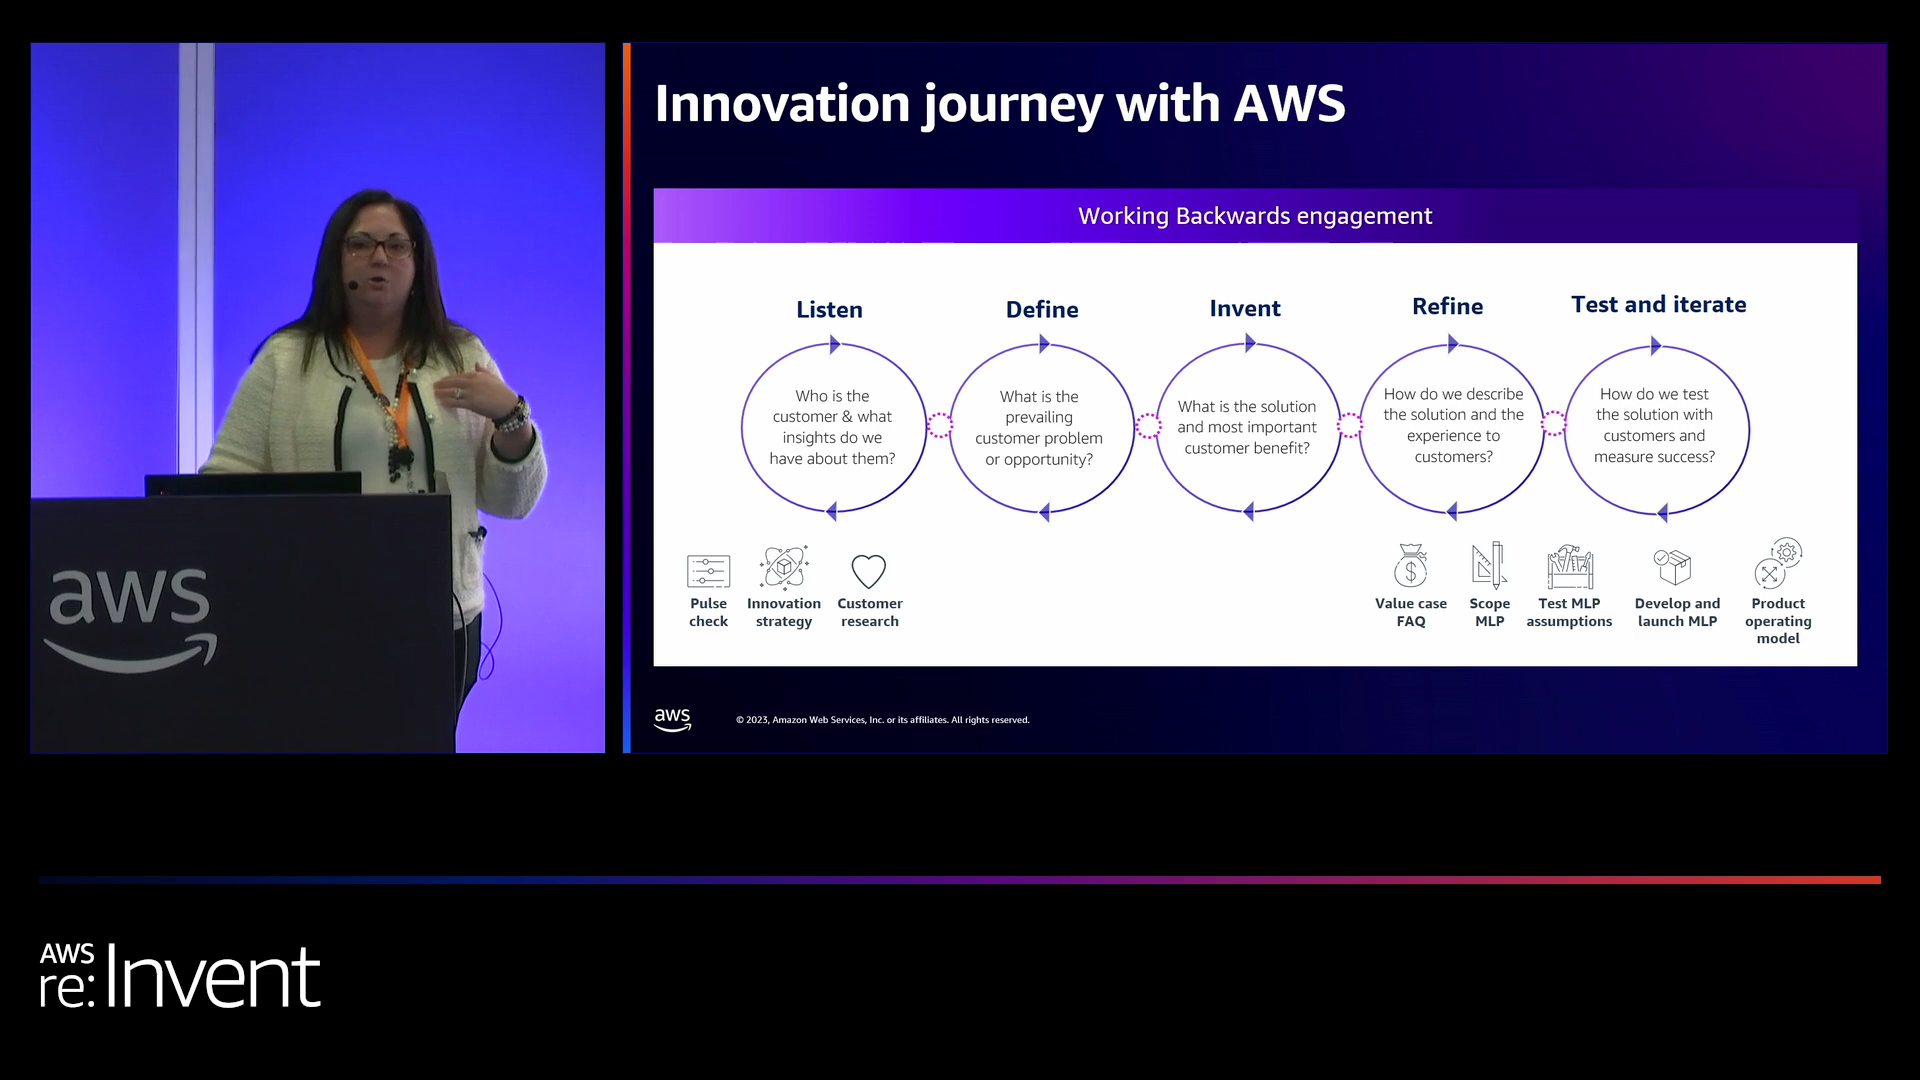 Innovation journey with AWS
Working Backwards engagement
Listen
Who is the
customer & what
insights do we
have about them?
Define
What is the
prevailing
customer problem
or opportunity?
Invent
What is the solution
and most important
customer benefit?
Refine
How do we describe
the solution and the
experience to
customers?
Test and iterate
How do we test
the solution with
customers and
measure success?
Pulse
check
Innovation
strategy
Customer
research
$
Value case
FAQ
Scope
MLP
Test MLP
assumptions
Develop and
launch MLP
Product
operating
model
aws
aws
© 2023, Amazon Web Services, Inc. or its affiliates. All rights reserved.
AWS
re:Invent